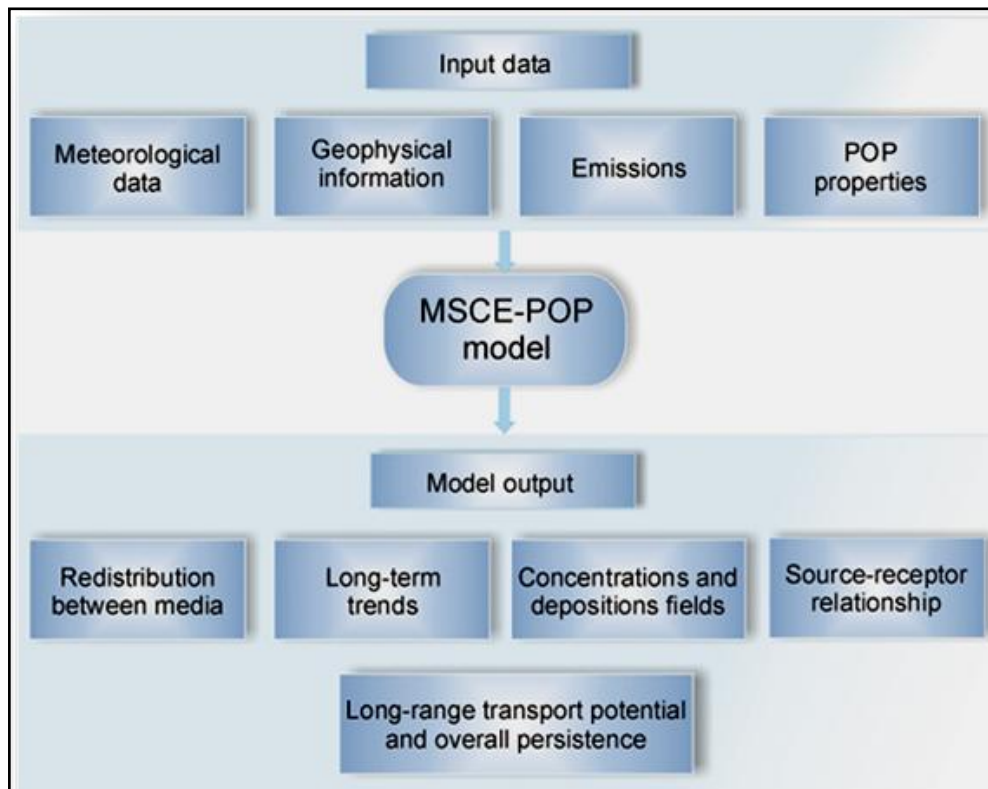 Input data
Meteorological
data
Geophysical
information
Emissions
POP
properties
MSCE-POP
model
Model output
Redistribution
between media
Long-term
trends
Concentrations and
depositions fields
Source-receptor
relationship
Long-range transport potential
and overall persistence